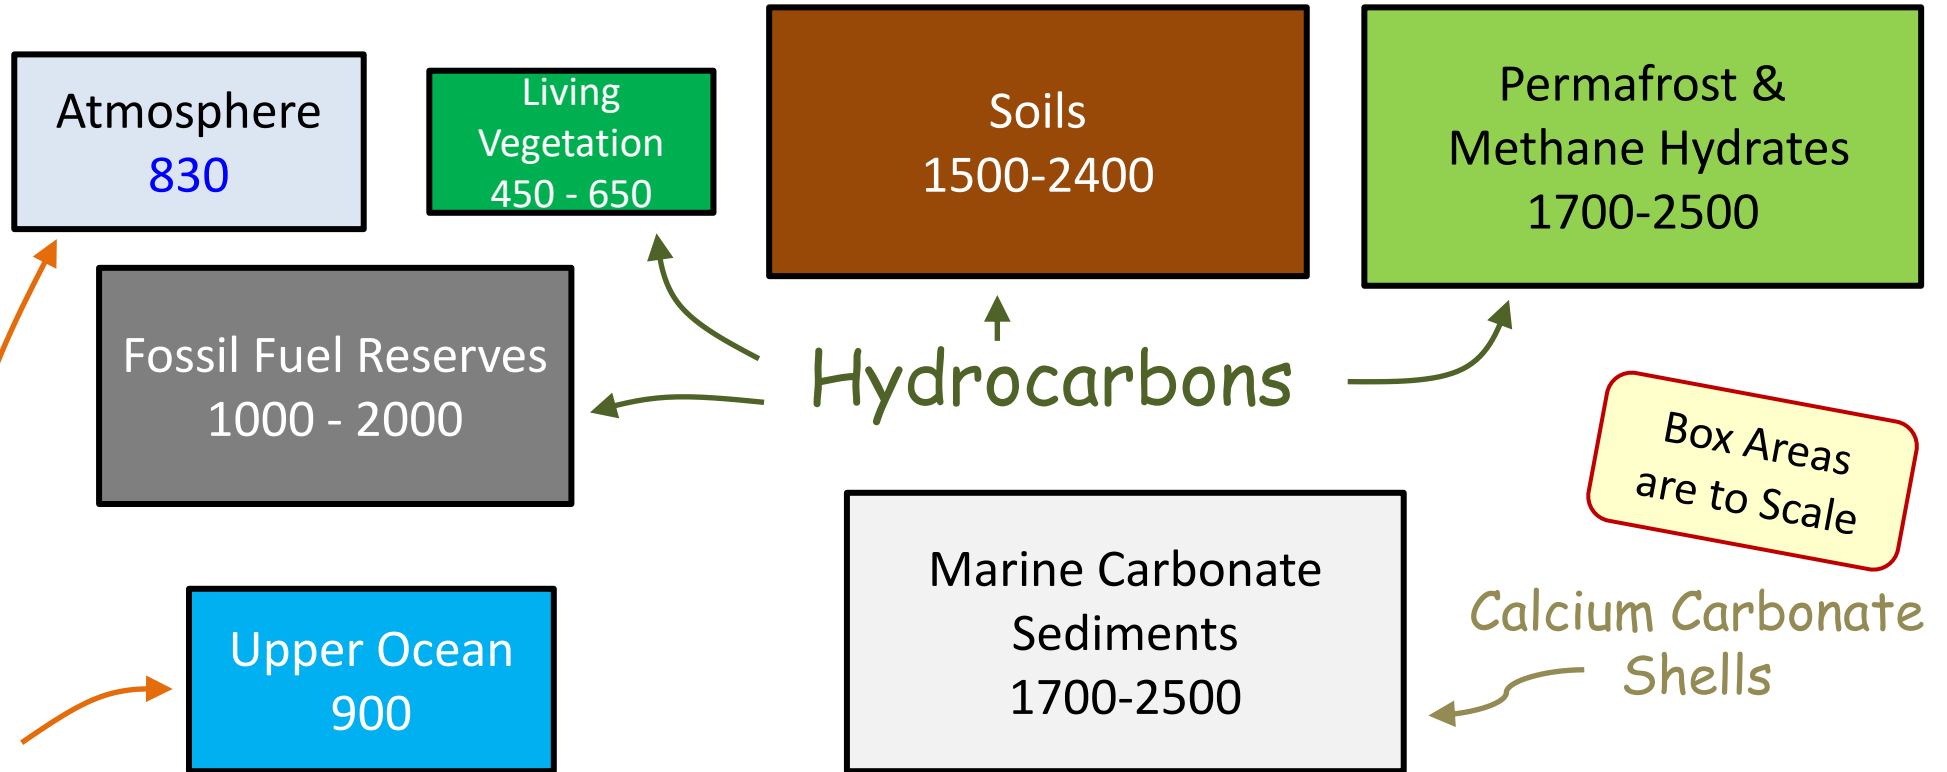 Atmosphere
830
Living
Vegetation
450 - 650
Soils
1500-2400
Permafrost &
Methane Hydrates
1700-2500
Fossil Fuel Reserves
1000 - 2000
Hydrocarbons
Box Areas
are to Scale
Upper Ocean
900
Marine Carbonate
Sediments
1700-2500
Calcium Carbonate
Shells